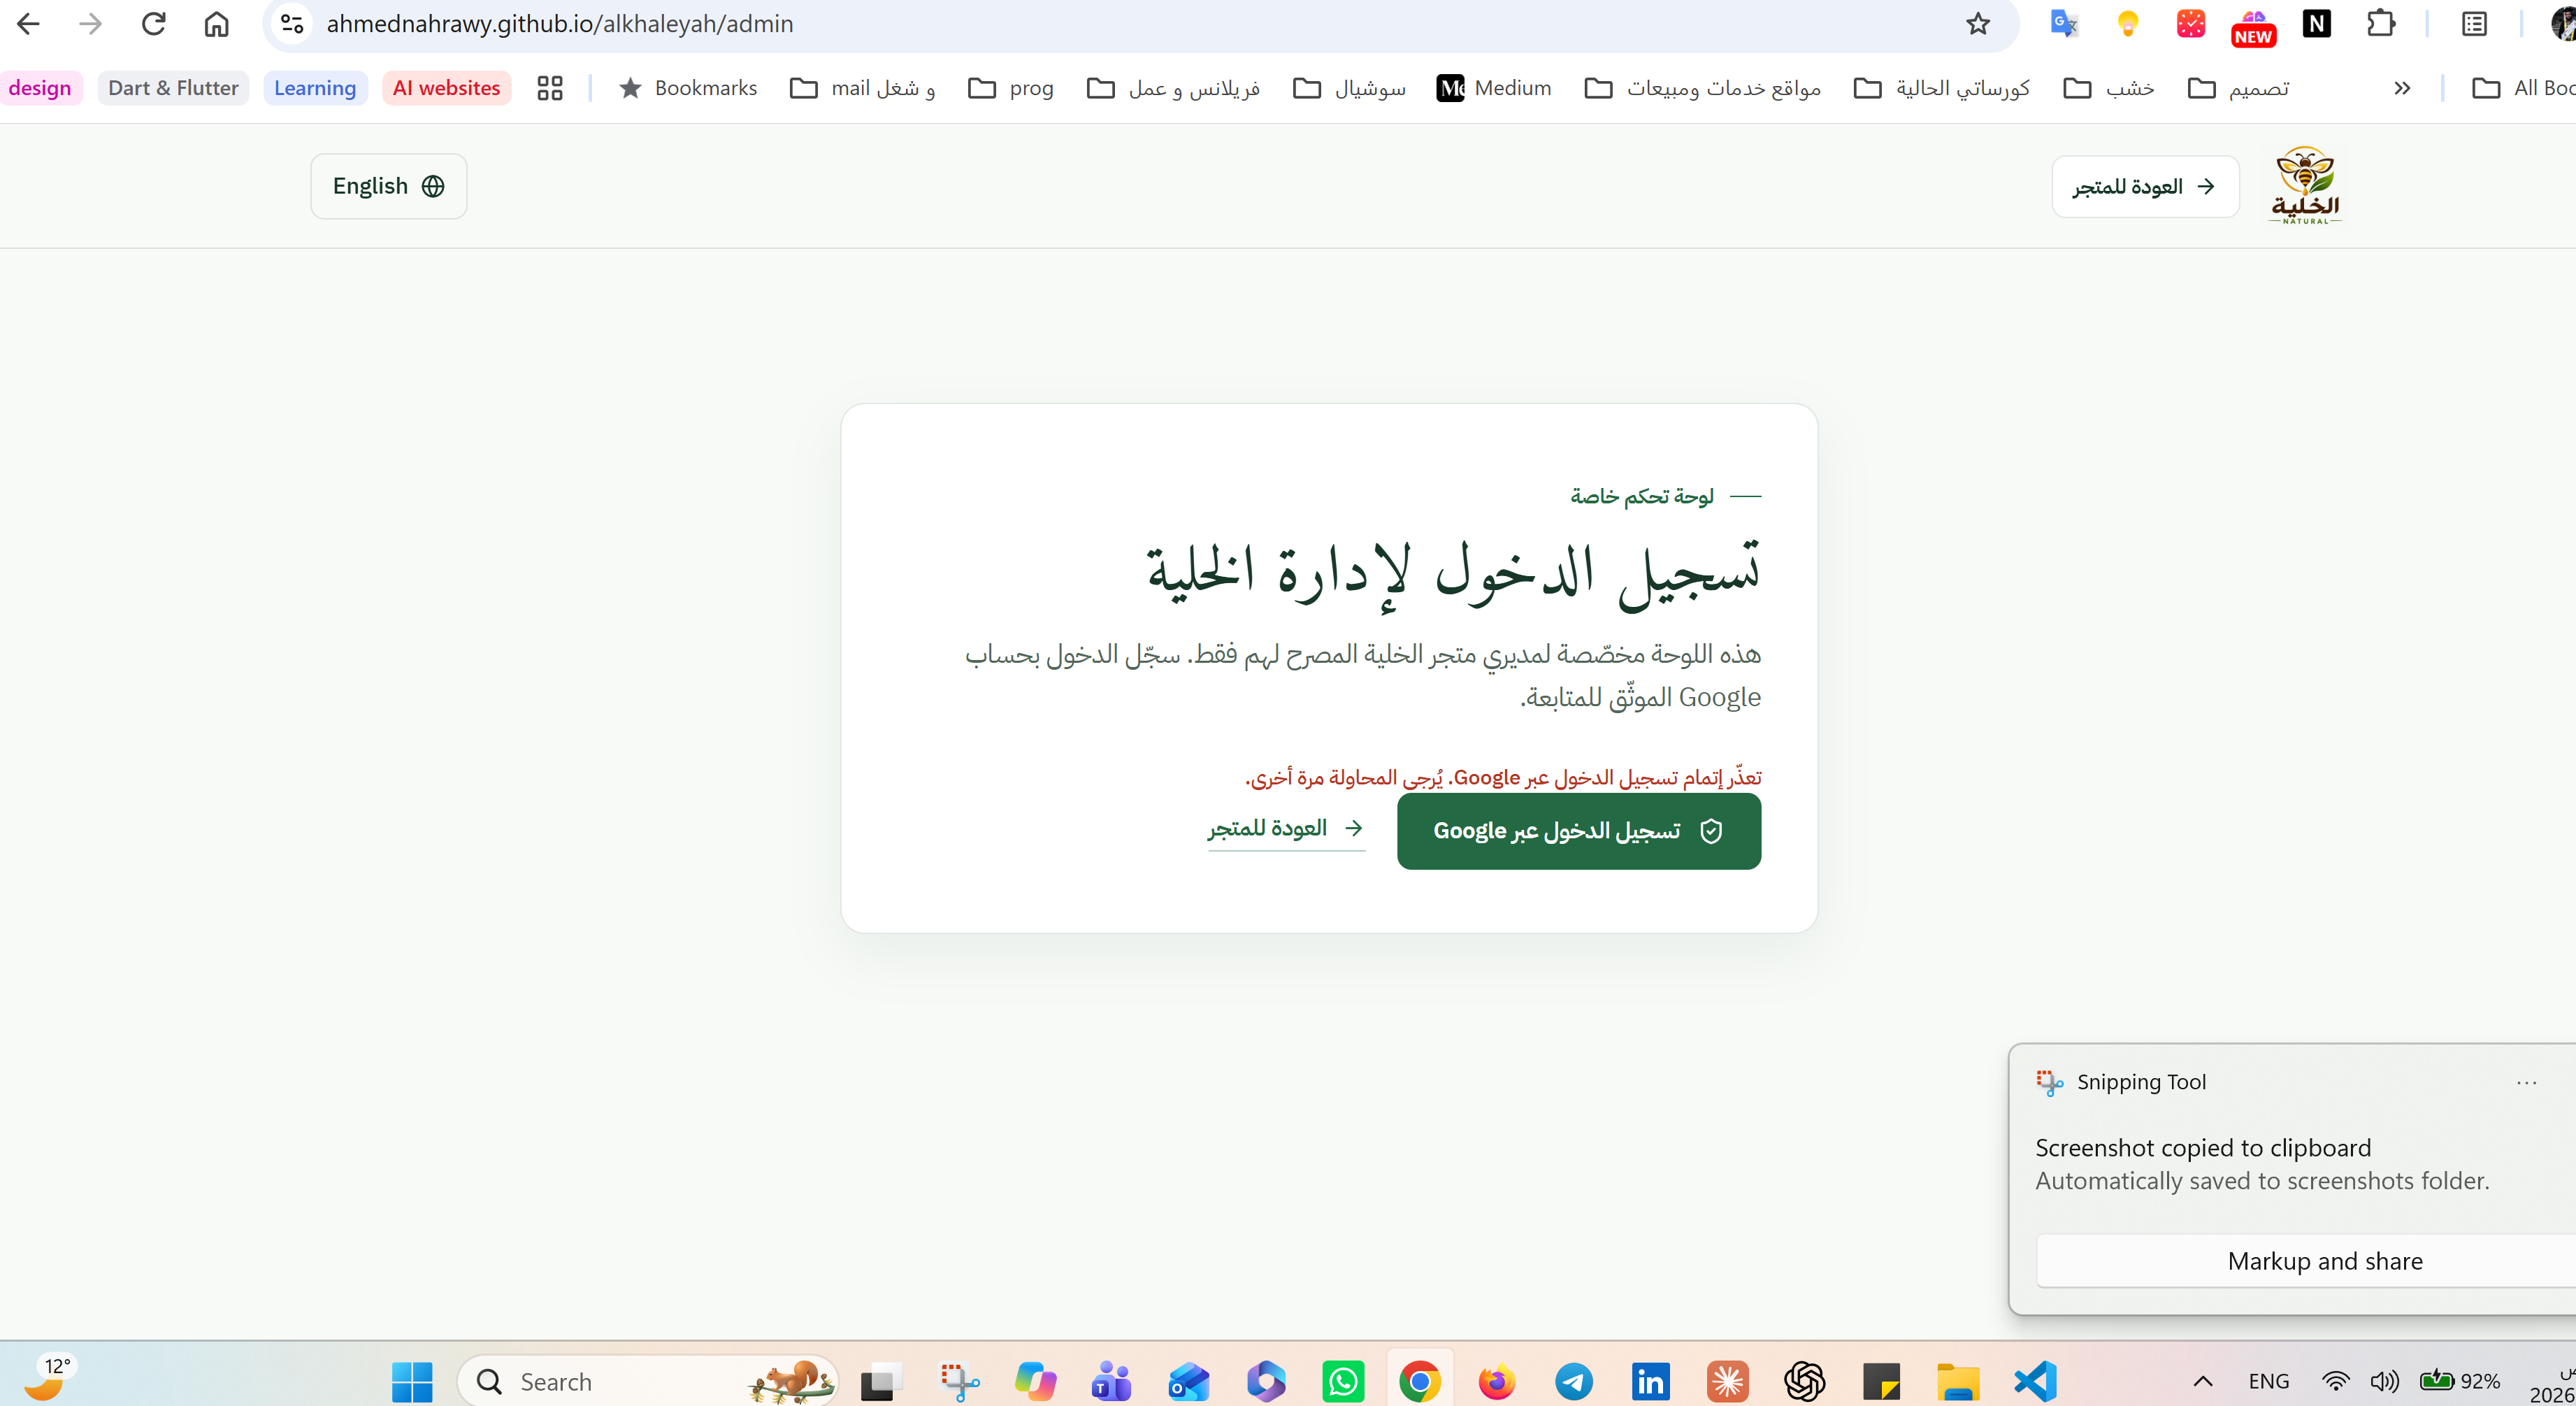 ahmednahrawy.github.io/alkhaleyah/admin
NEW
design
Dart & Flutter
Learning
AI websites
Bookmarks
و شغل mail
prog
فريلانس و عمل
سوشيال
Medium
مواقع خدمات ومبيعات
كورساتي الحالية
خشب
تصميم
All Boo
English
العودة للمتجر
الخلية
NATURAL
لوحة تحكم خاصة
تسجيل الدخول لإدارة الخلية
هذه اللوحة مخصّصة لمديري متجر الخلية المصرح لهم فقط. سجّل الدخول بحساب
Google الموثّق للمتابعة.
تعذّر إتمام تسجيل الدخول عبر Google. يُرجى المحاولة مرة أخرى.
تسجيل الدخول عبر Google
العودة للمتجر
Snipping Tool
Screenshot copied to clipboard
Automatically saved to screenshots folder.
Markup and share
12°
Search
ENG
92%
2026